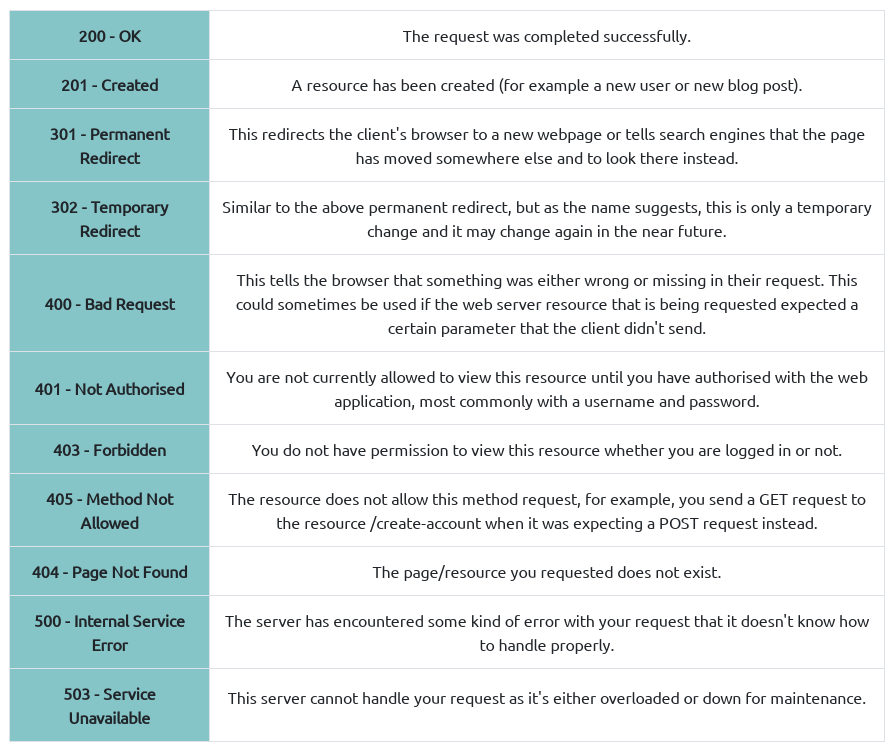 200 - OK
The request was completed successfully.
201 - Created
A resource has been created (for example a new user or new blog post).
301 - Permanent
Redirect
This redirects the client's browser to a new webpage or tells search engines that the page
has moved somewhere else and to look there instead.
302 - Temporary
Redirect
Similar to the above permanent redirect, but as the name suggests, this is only a temporary
change and it may change again in the near future.
400 - Bad Request
This tells the browser that something was either wrong or missing in their request. This
could sometimes be used if the web server resource that is being requested expected a
certain parameter that the client didn't send.
401 - Not Authorised
You are not currently allowed to view this resource until you have authorised with the web
application, most commonly with a username and password.
403 - Forbidden
You do not have permission to view this resource whether you are logged in or not.
405 - Method Not
Allowed
The resource does not allow this method request, for example, you send a GET request to
the resource /create-account when it was expecting a POST request instead.
404 - Page Not Found
The page/resource you requested does not exist.
500 - Internal Service
Error
The server has encountered some kind of error with your request that it doesn't know how
to handle properly.
503 - Service
Unavailable
This server cannot handle your request as it's either overloaded or down for maintenance.